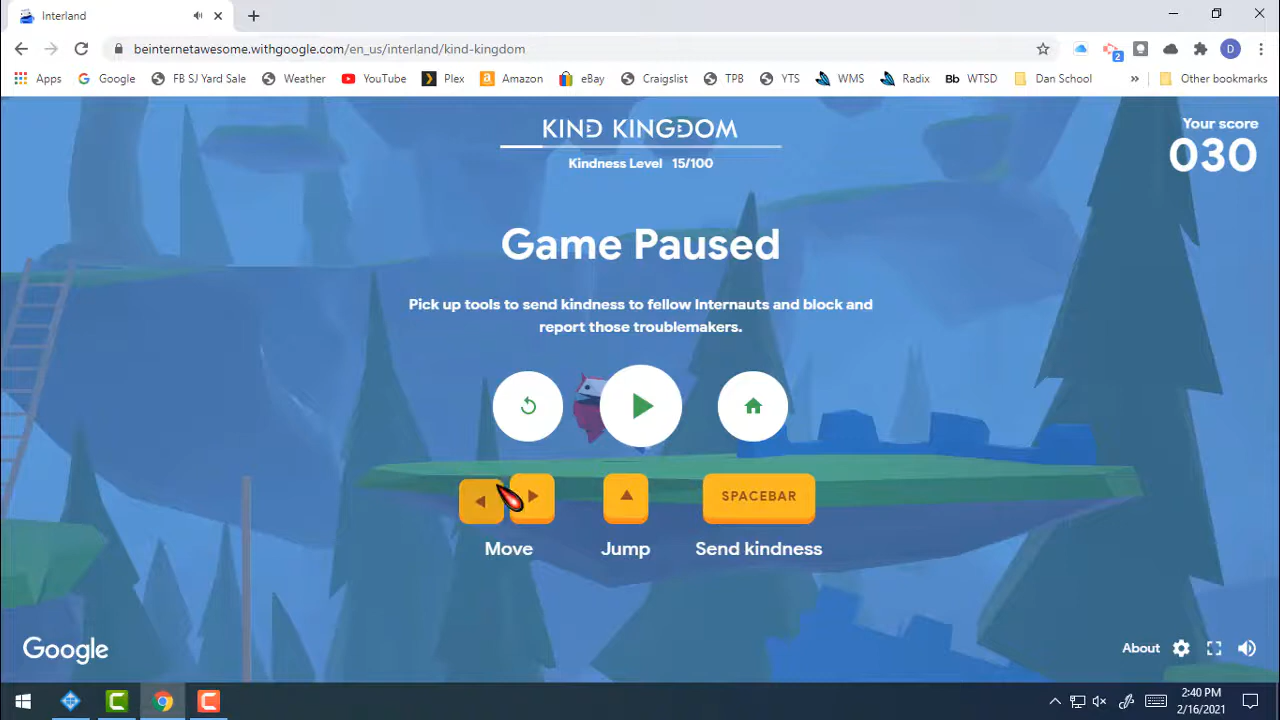 Interland
beinternetawesome.withgoogle.com/en_us/interland/kind-kingdom
2
D
Apps Google FB SJ Yard Sale Weather YouTube Plex Amazon eBay Craigslist TPB YTS WMS Radix Bb WTSD Dan School » Other bookmarks
KIND KINGDOM
Kindness Level 15/100
Your score
030
Game Paused
Pick up tools to send kindness to fellow Internauts and block and
report those troublemakers.
SPACEBAR
Move Jump Send kindness
Google
About
2:40 PM
2/16/2021